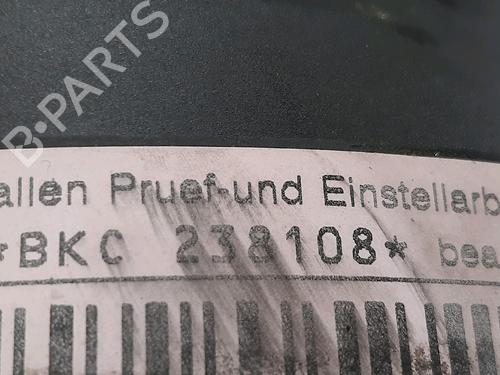 B-PARTS
allen Pruef-und Einstellarb
*BKC 238108* bea